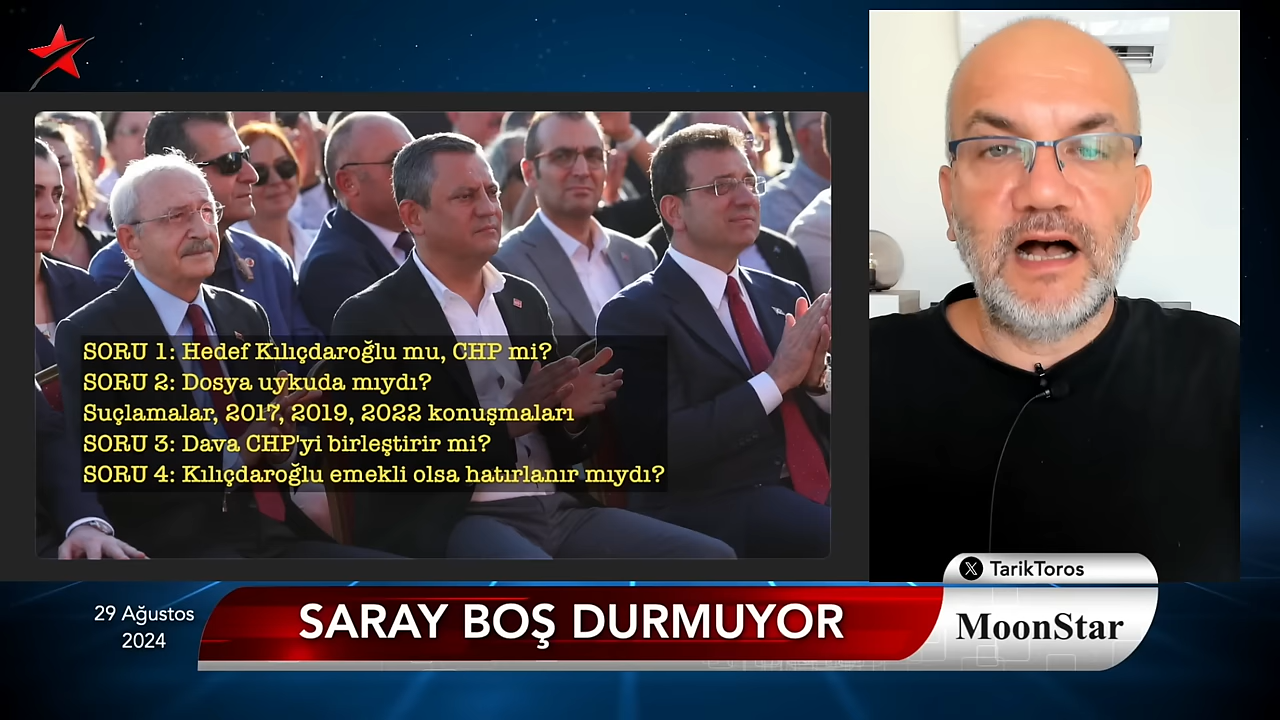 SORU 1: Hedef Kılıçdaroğlu mu, CHP mi?
SORU 2: Dosya uykuda mıydı?
Suçlamalar, 2017, 2019, 2022 konuşmaları
SORU 3: Dava CHP'yi birleştirir mi?
SORU 4: Kılıçdaroğlu emekli olsa hatırlanır mıydı?
TarikToros
29 Ağustos
2024
SARAY BOŞ DURMUYOR
MoonStar